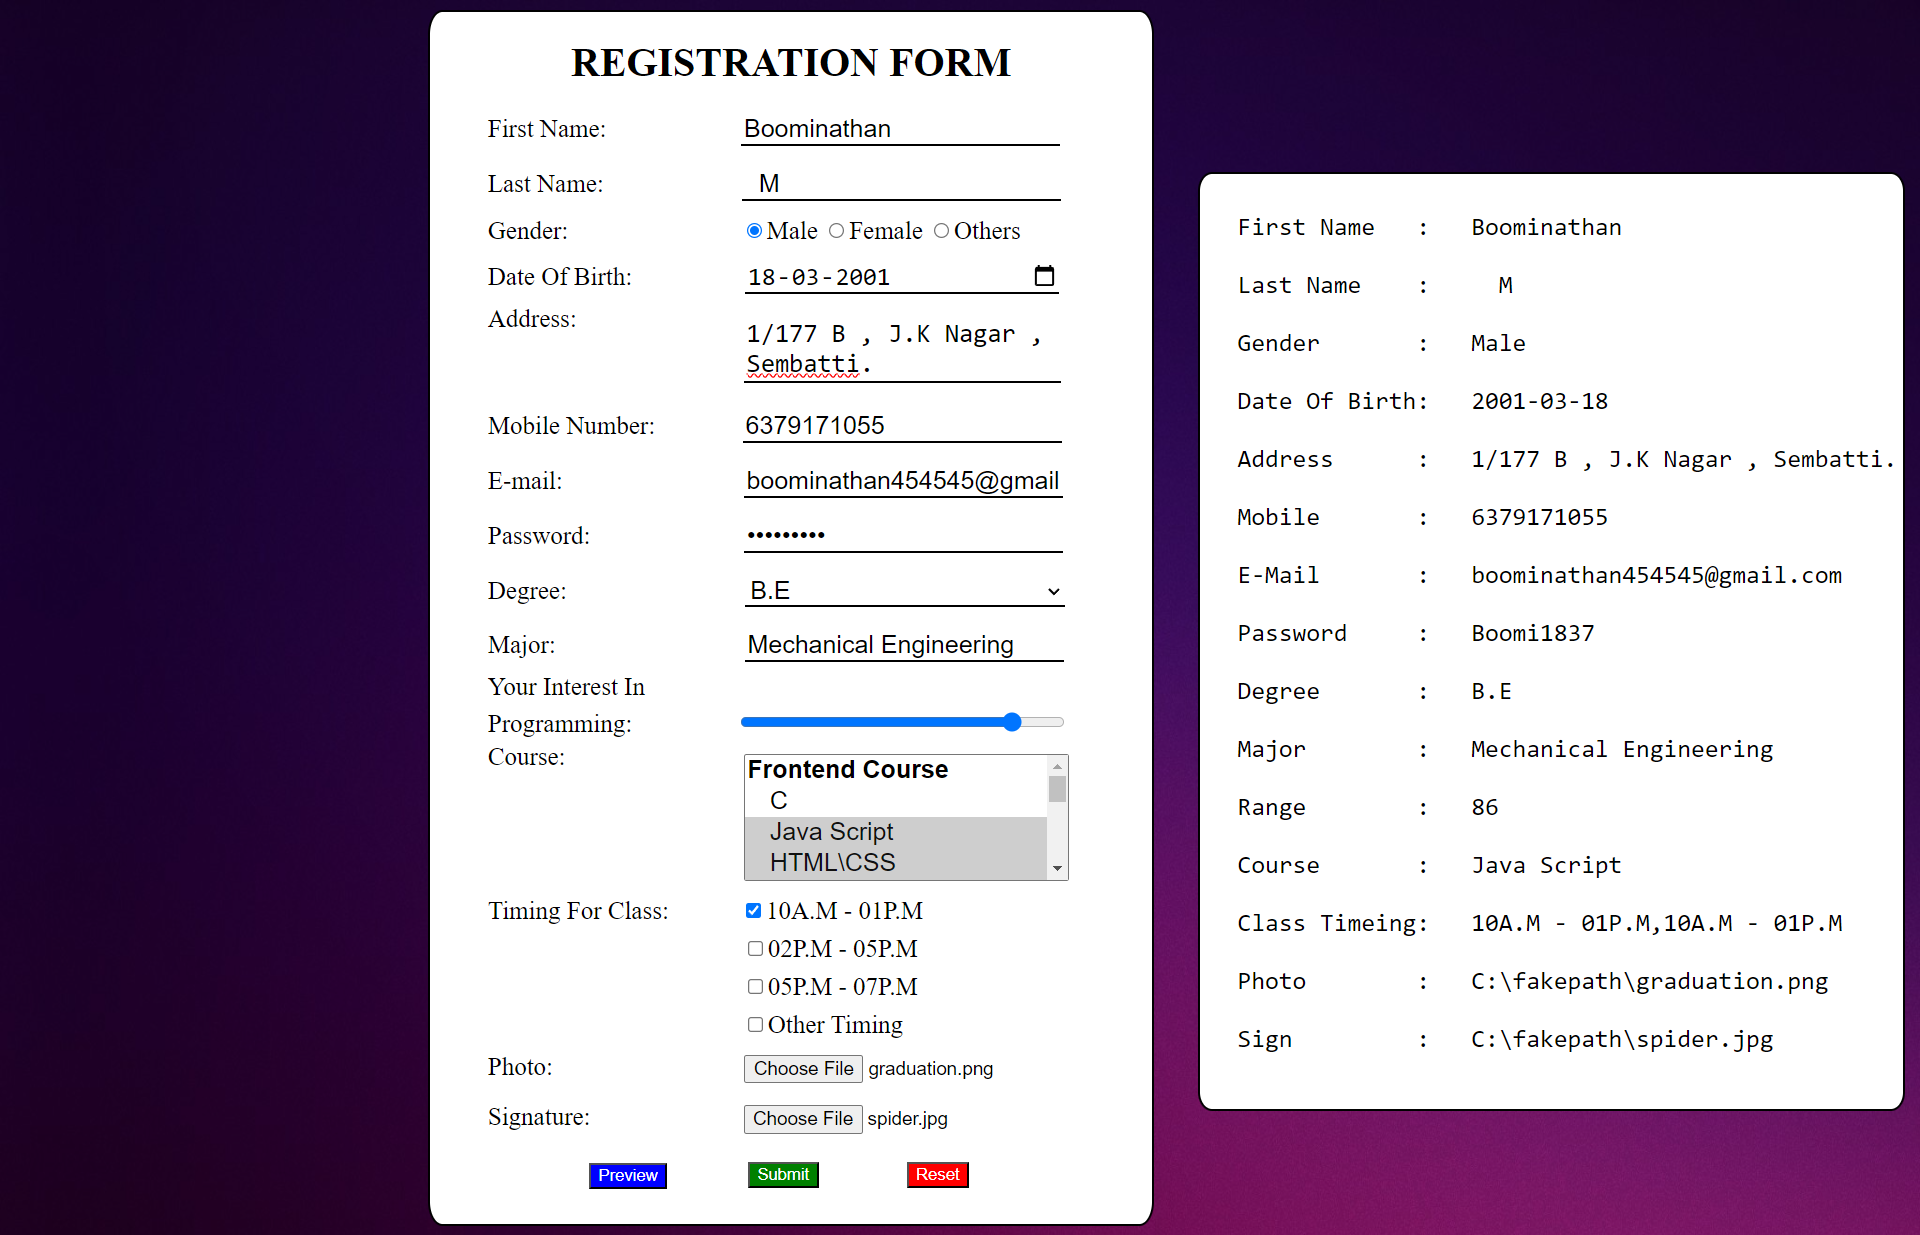 REGISTRATION FORM
First Name: Boominathan
Last Name: M
Gender: Male Female Others
Date Of Birth: 18-03-2001
Address: 1/177 B , J.K Nagar ,
Sembatti.
Mobile Number: 6379171055
E-mail: boominathan454545@gmail
Password: •••••••••
Degree: B.E
Major: Mechanical Engineering
Your Interest In
Programming:
Course: Frontend Course
C
Java Script
HTML\CSS
Timing For Class: 10A.M - 01P.M
02P.M - 05P.M
05P.M - 07P.M
Other Timing
Photo: Choose File graduation.png
Signature: Choose File spider.jpg
Preview Submit Reset
First Name : Boominathan
Last Name : M
Gender : Male
Date Of Birth: 2001-03-18
Address : 1/177 B , J.K Nagar , Sembatti.
Mobile : 6379171055
E-Mail : boominathan454545@gmail.com
Password : Boomi1837
Degree : B.E
Major : Mechanical Engineering
Range : 86
Course : Java Script
Class Timeing: 10A.M - 01P.M,10A.M - 01P.M
Photo : C:\fakepath\graduation.png
Sign : C:\fakepath\spider.jpg